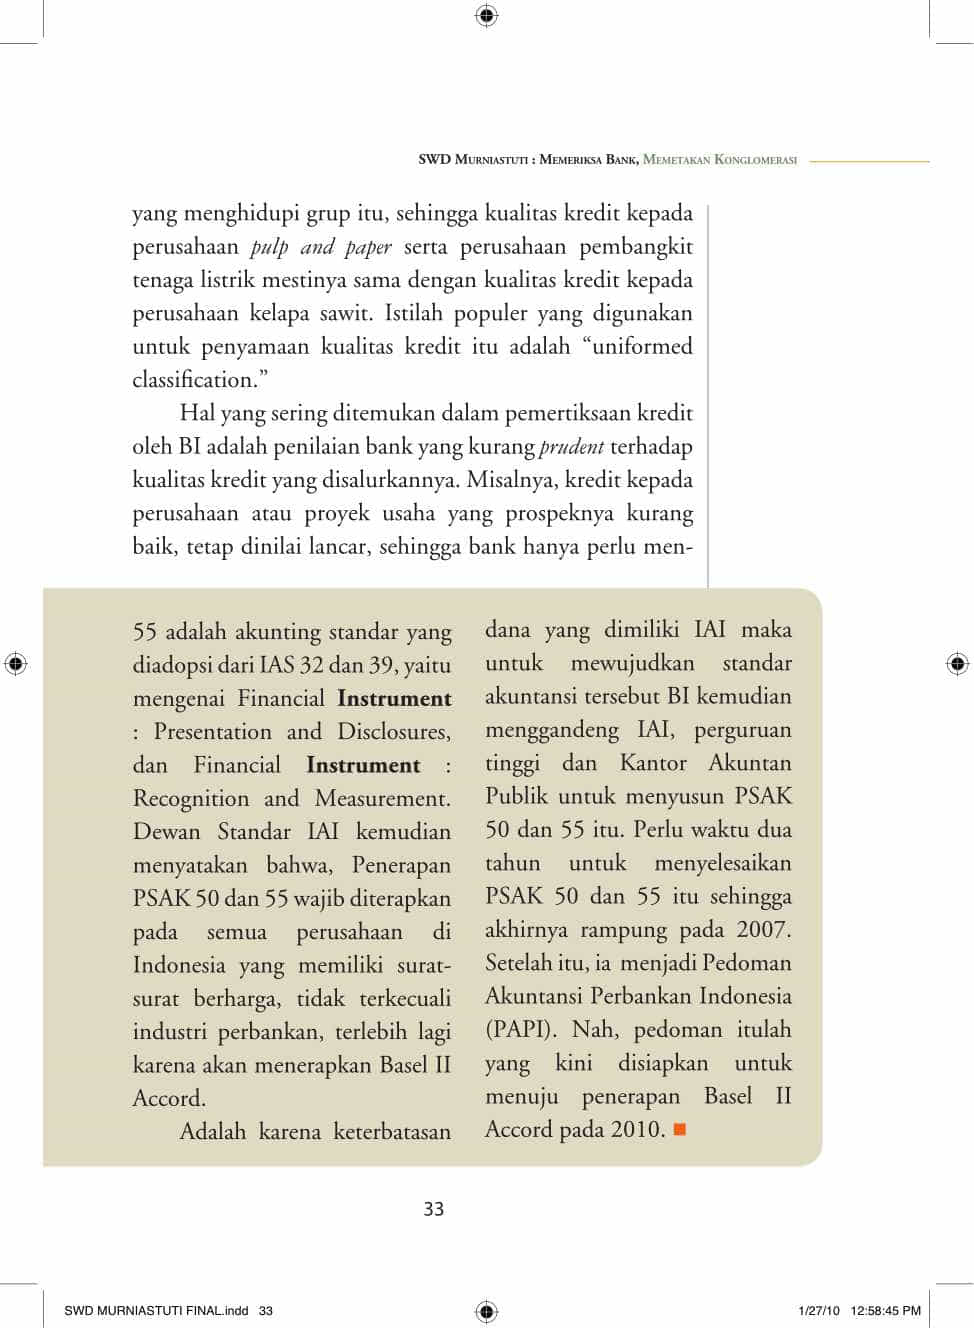 SWD Murniastuti : Memeriksa Bank, Memetakan Konglomerasi
yang menghidupi grup itu, sehingga kualitas kredit kepada
perusahaan pulp and paper serta perusahaan pembangkit
tenaga listrik mestinya sama dengan kualitas kredit kepada
perusahaan kelapa sawit. Istilah populer yang digunakan
untuk penyamaan kualitas kredit itu adalah “uniformed
classification.”
Hal yang sering ditemukan dalam pemertiksaan kredit
oleh BI adalah penilaian bank yang kurang prudent terhadap
kualitas kredit yang disalurkannya. Misalnya, kredit kepada
perusahaan atau proyek usaha yang prospeknya kurang
baik, tetap dinilai lancar, sehingga bank hanya perlu men-
55 adalah akunting standar yang
diadopsi dari IAS 32 dan 39, yaitu
mengenai Financial Instrument
: Presentation and Disclosures,
dan Financial Instrument :
Recognition and Measurement.
Dewan Standar IAI kemudian
menyatakan bahwa, Penerapan
PSAK 50 dan 55 wajib diterapkan
pada semua perusahaan di
Indonesia yang memiliki surat-
surat berharga, tidak terkecuali
industri perbankan, terlebih lagi
karena akan menerapkan Basel II
Accord.
Adalah karena keterbatasan
dana yang dimiliki IAI maka
untuk mewujudkan standar
akuntansi tersebut BI kemudian
menggandeng IAI, perguruan
tinggi dan Kantor Akuntan
Publik untuk menyusun PSAK
50 dan 55 itu. Perlu waktu dua
tahun untuk menyelesaikan
PSAK 50 dan 55 itu sehingga
akhirnya rampung pada 2007.
Setelah itu, ia menjadi Pedoman
Akuntansi Perbankan Indonesia
(PAPI). Nah, pedoman itulah
yang kini disiapkan untuk
menuju penerapan Basel II
Accord pada 2010.
33
SWD MURNIASTUTI FINAL.indd 33
1/27/10 12:58:45 PM